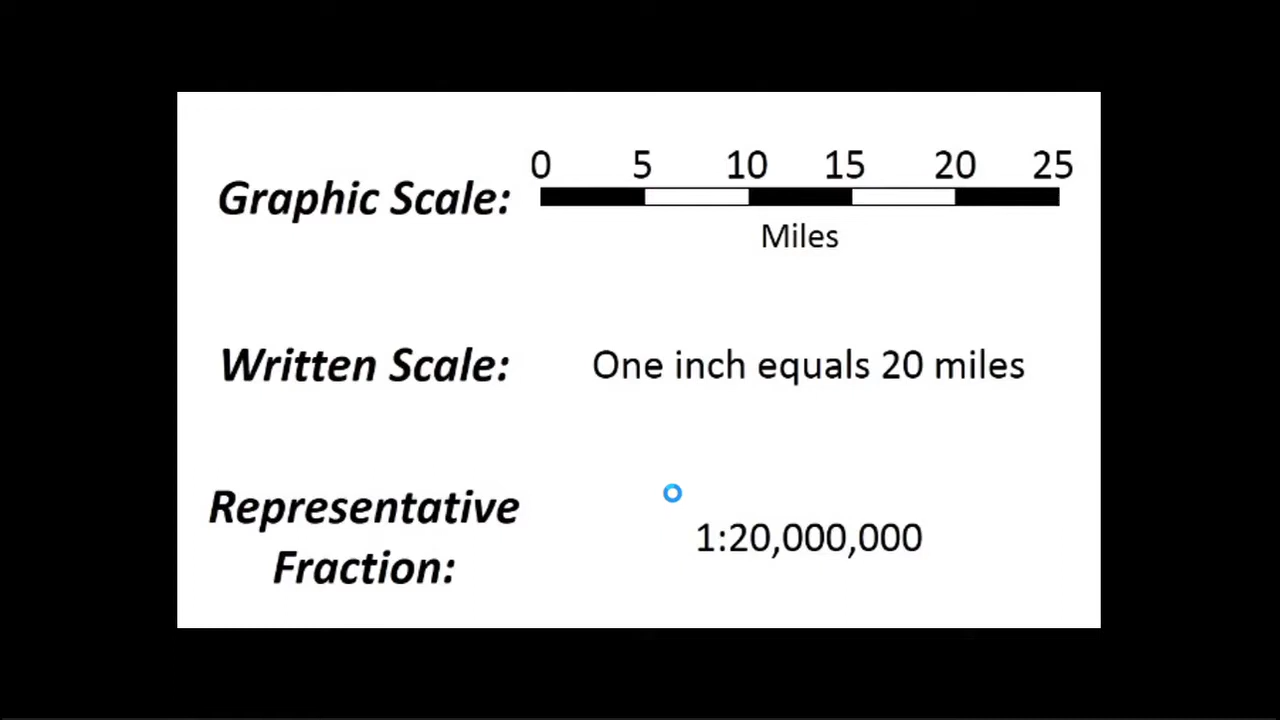 0 5 10 15 20 25
Graphic Scale:
Miles
Written Scale: One inch equals 20 miles
Representative
1:20,000,000
Fraction: